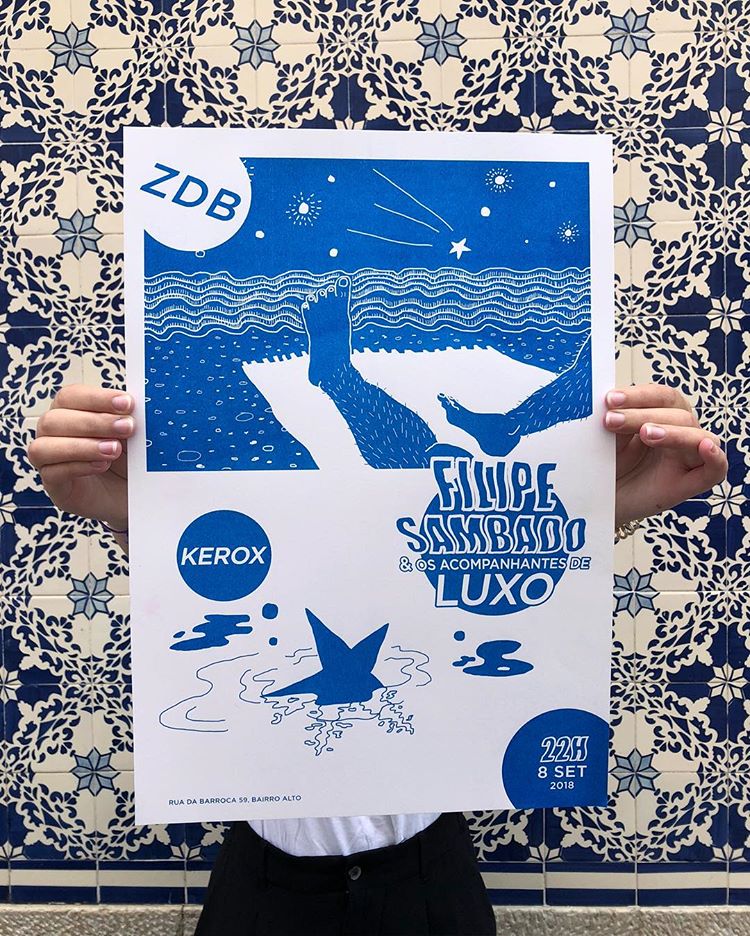 ZDB
FILIPE
SAMBADO
& OS ACOMPANHANTES DE
LUXO
KEROX
22H
8 SET
2018
RUA DA BARROCA 59, BAIRRO ALTO